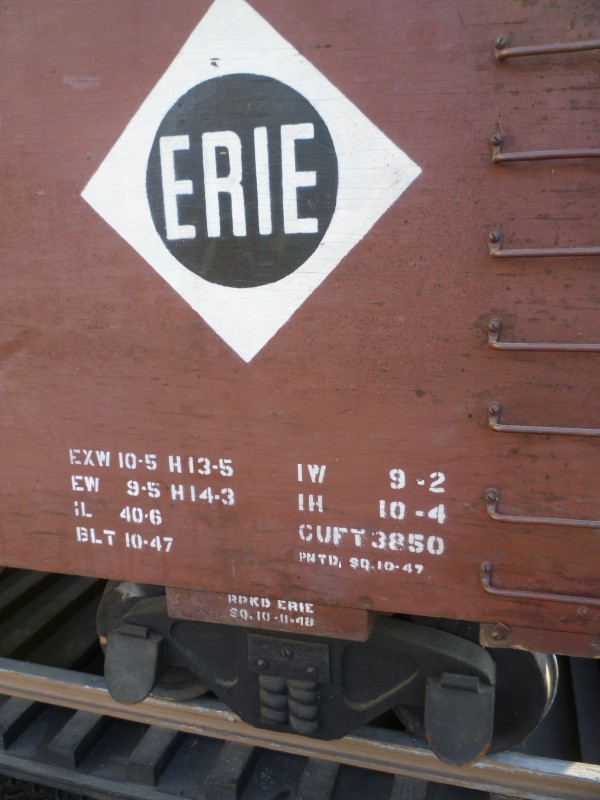 ERIE
EXW 10-5 H 13-5
EW 9-5 H 14-3
IL 40-6
BLT 10-47
IW 9-2
IH 10-4
CUFT 3850
PNTD, SQ. 10-47
RPKD ERIE
SQ. 10-11-48